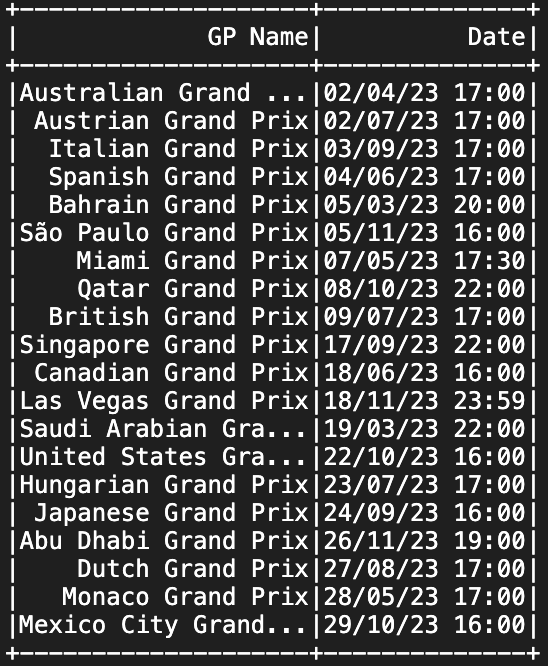 +--------------------+--------------+
|             GP Name|          Date|
+--------------------+--------------+
|Australian Grand ...|02/04/23 17:00|
| Austrian Grand Prix|02/07/23 17:00|
|  Italian Grand Prix|03/09/23 17:00|
|  Spanish Grand Prix|04/06/23 17:00|
|  Bahrain Grand Prix|05/03/23 20:00|
|São Paulo Grand Prix|05/11/23 16:00|
|    Miami Grand Prix|07/05/23 17:30|
|    Qatar Grand Prix|08/10/23 22:00|
|  British Grand Prix|09/07/23 17:00|
|Singapore Grand Prix|17/09/23 22:00|
| Canadian Grand Prix|18/06/23 16:00|
|Las Vegas Grand Prix|18/11/23 23:59|
|Saudi Arabian Gra...|19/03/23 22:00|
|United States Gra...|22/10/23 16:00|
|Hungarian Grand Prix|23/07/23 17:00|
| Japanese Grand Prix|24/09/23 16:00|
|Abu Dhabi Grand Prix|26/11/23 19:00|
|    Dutch Grand Prix|27/08/23 17:00|
|   Monaco Grand Prix|28/05/23 17:00|
|Mexico City Grand...|29/10/23 16:00|
+--------------------+--------------+